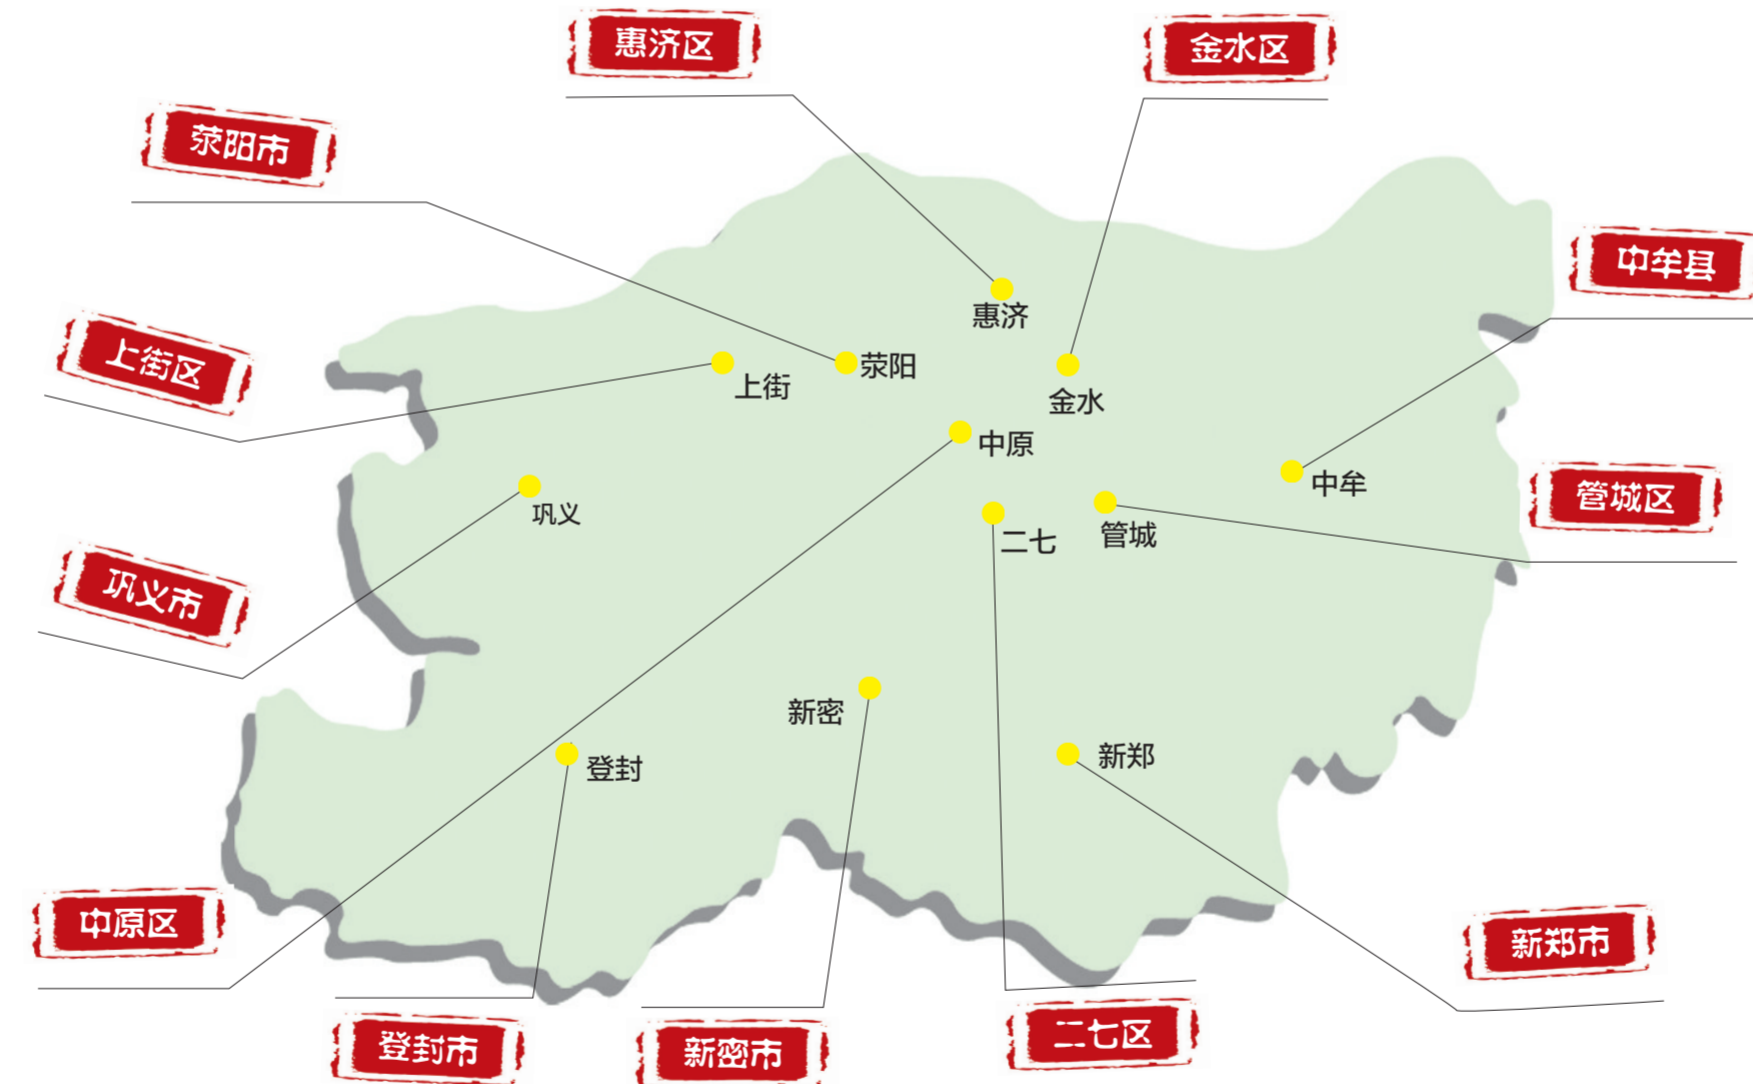 惠济区
金水区
荥阳市
中牟县
惠济
上街区
荥阳
上街
金水
中原
中牟
管城区
巩义
管城
二七
巩义市
新密
新郑
登封
中原区
新郑市
登封市
新密市
二七区